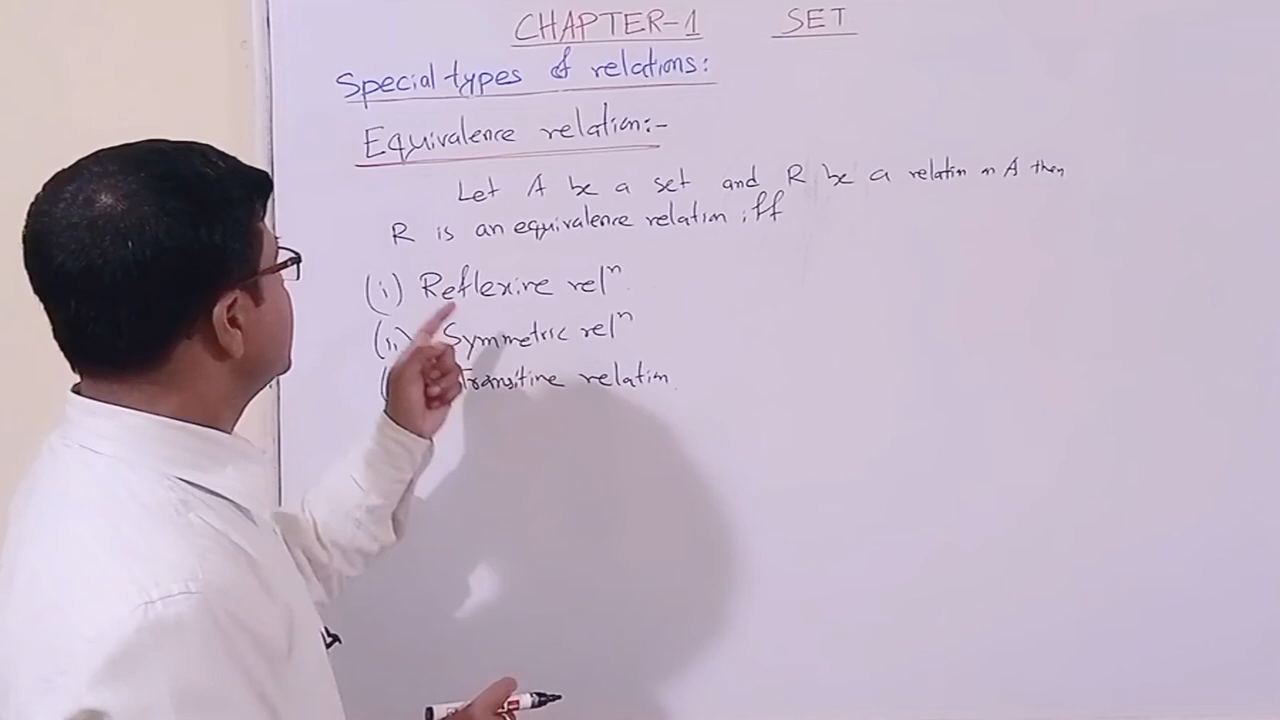 CHAPTER-1 SET
Special types of relations:
Equivalence relation:-
Let A be a set and R be a relation on A then
R is an equivalence relation iff
(i) Reflexive relⁿ.
(ii) Symmetric relⁿ
( Transitive relation.